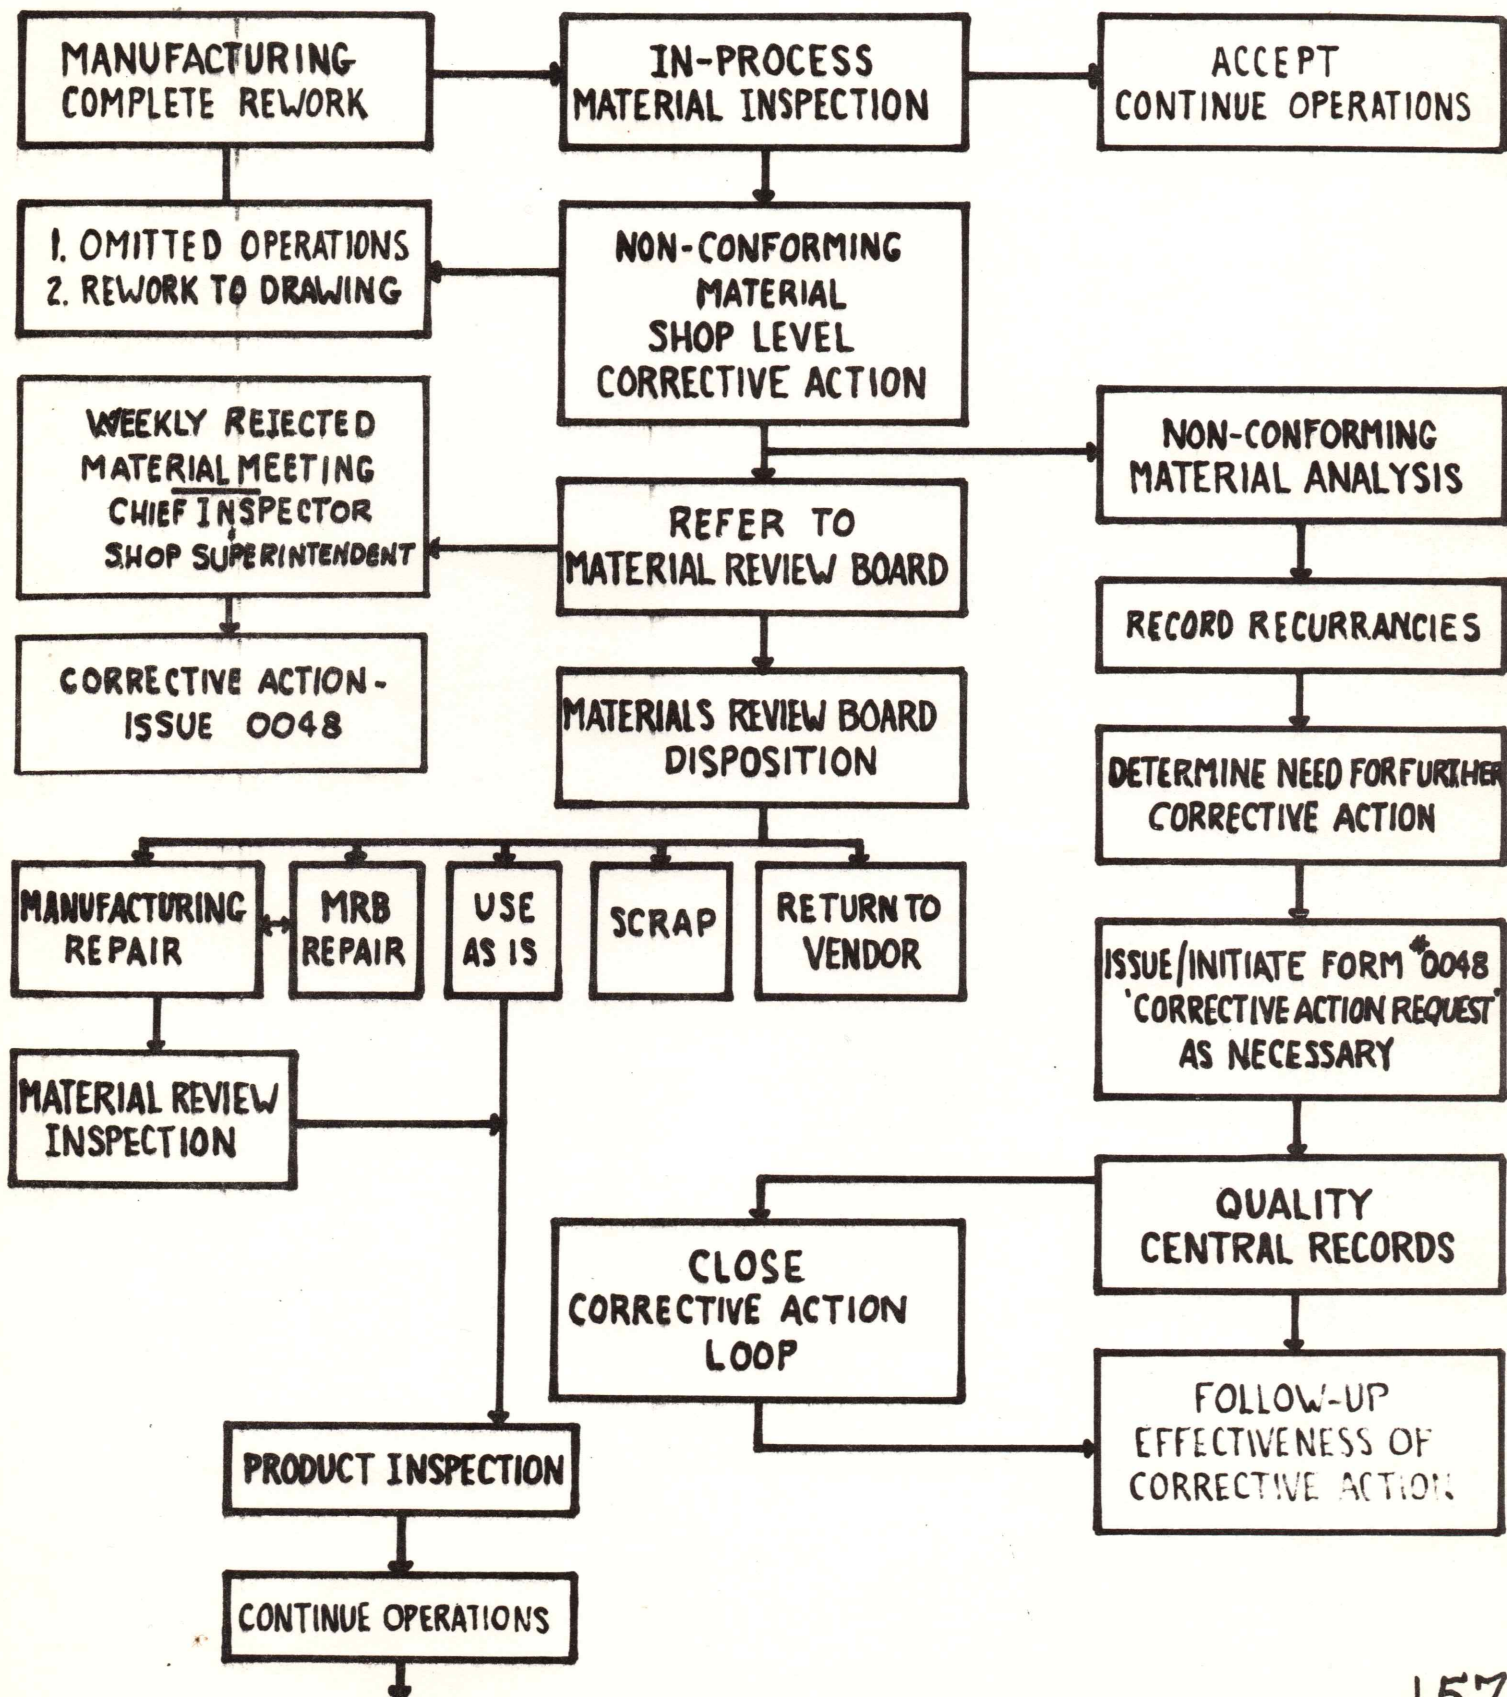 MANUFACTURING
COMPLETE REWORK
IN-PROCESS
MATERIAL INSPECTION
ACCEPT
CONTINUE OPERATIONS
1. OMITTED OPERATIONS
2. REWORK TO DRAWING
NON-CONFORMING
MATERIAL
SHOP LEVEL
CORRECTIVE ACTION
WEEKLY REJECTED
MATERIAL MEETING
CHIEF INSPECTOR
SHOP SUPERINTENDENT
NON-CONFORMING
MATERIAL ANALYSIS
REFER TO
MATERIAL REVIEW BOARD
RECORD RECURRANCIES
CORRECTIVE ACTION-
ISSUE 0048
MATERIALS REVIEW BOARD
DISPOSITION
DETERMINE NEED FOR FURTHER
CORRECTIVE ACTION
MANUFACTURING
REPAIR
MRB
REPAIR
USE
AS IS
SCRAP
RETURN TO
VENDOR
ISSUE/INITIATE FORM #0048
'CORRECTIVE ACTION REQUEST'
AS NECESSARY
MATERIAL REVIEW
INSPECTION
QUALITY
CENTRAL RECORDS
CLOSE
CORRECTIVE ACTION
LOOP
FOLLOW-UP
EFFECTIVENESS OF
CORRECTIVE ACTION
PRODUCT INSPECTION
CONTINUE OPERATIONS
157